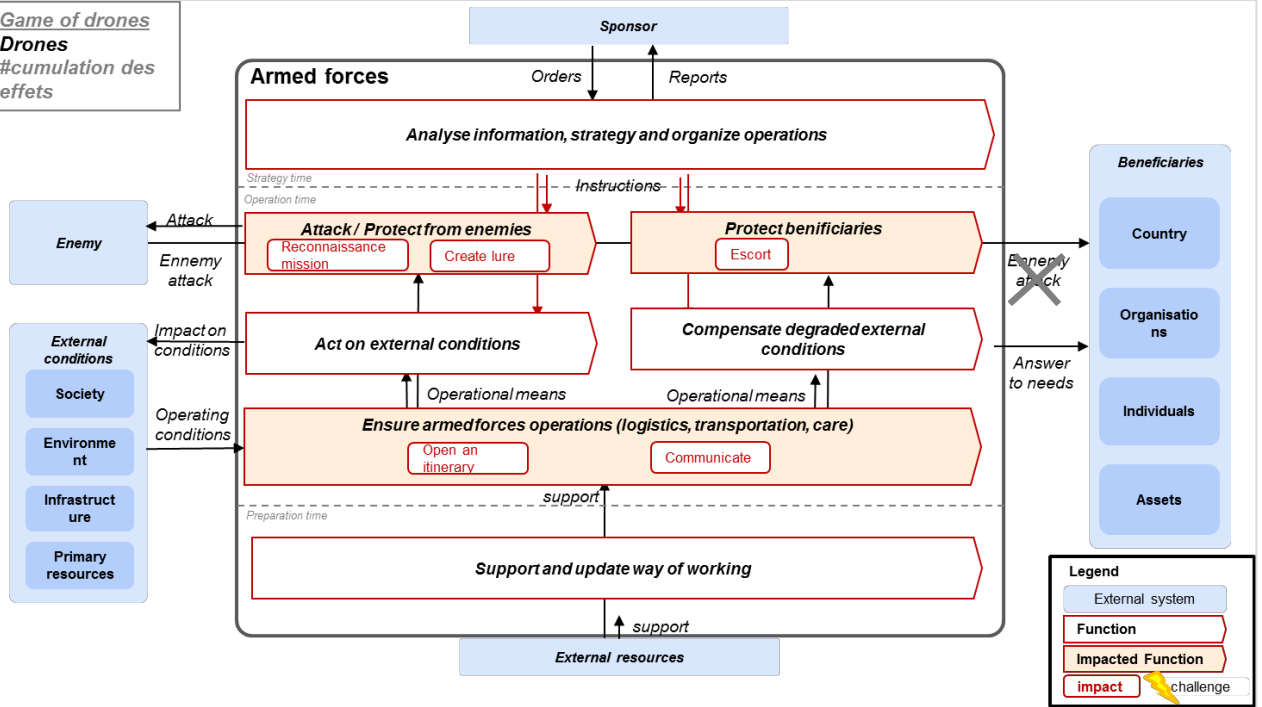 Game of drones
Drones
#cumulation des
effets
Sponsor
Armed forces
Orders
Reports
Analyse information, strategy and organize operations
Strategy time
Instructions
Operation time
Beneficiaries
Country
Organisatio
ns
Individuals
Assets
Attack
Enemy
Ennemy
attack
Attack / Protect from enemies
Reconnaissance
mission
Create lure
Protect benificiaries
Escort
Ennemy
attack
External
conditions
Society
Environme
nt
Infrastruct
ure
Primary
resources
Impact on
conditions
Act on external conditions
Compensate degraded external
conditions
Answer
to needs
Operating
conditions
Operational means
Operational means
Ensure armed forces operations (logistics, transportation, care)
Open an
itinerary
Communicate
support
Preparation time
Support and update way of working
support
External resources
Legend
External system
Function
Impacted Function
impact
challenge